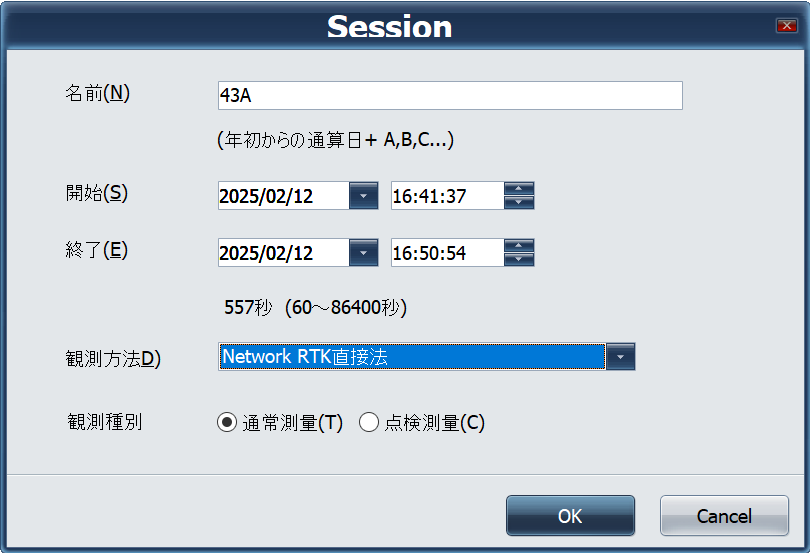 Session
名前(N) 43A
(年初からの通算日+ A,B,C...)
開始(S) 2025/02/12 16:41:37
終了(E) 2025/02/12 16:50:54
557秒 (60～86400秒)
観測方法D) Network RTK直接法
観測種別 通常測量(T) 点検測量(C)
OK Cancel